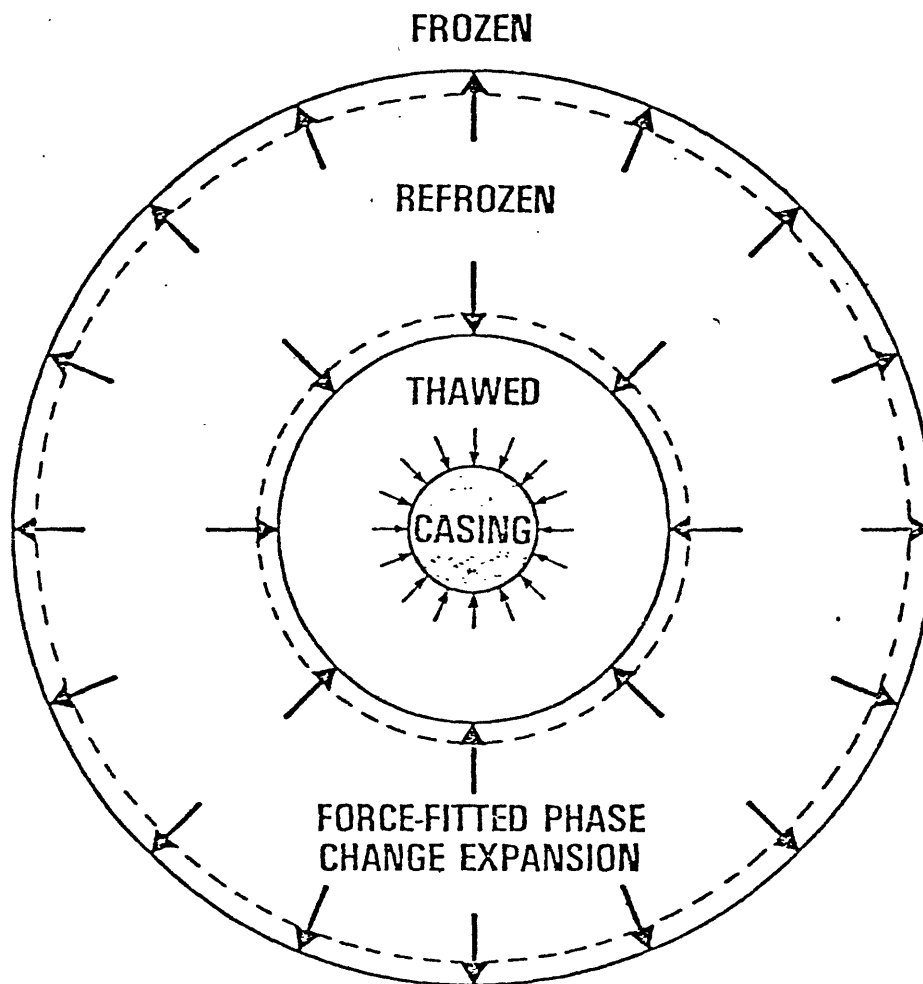 FROZEN
REFROZEN
THAWED
CASING
FORCE-FITTED PHASE
CHANGE EXPANSION